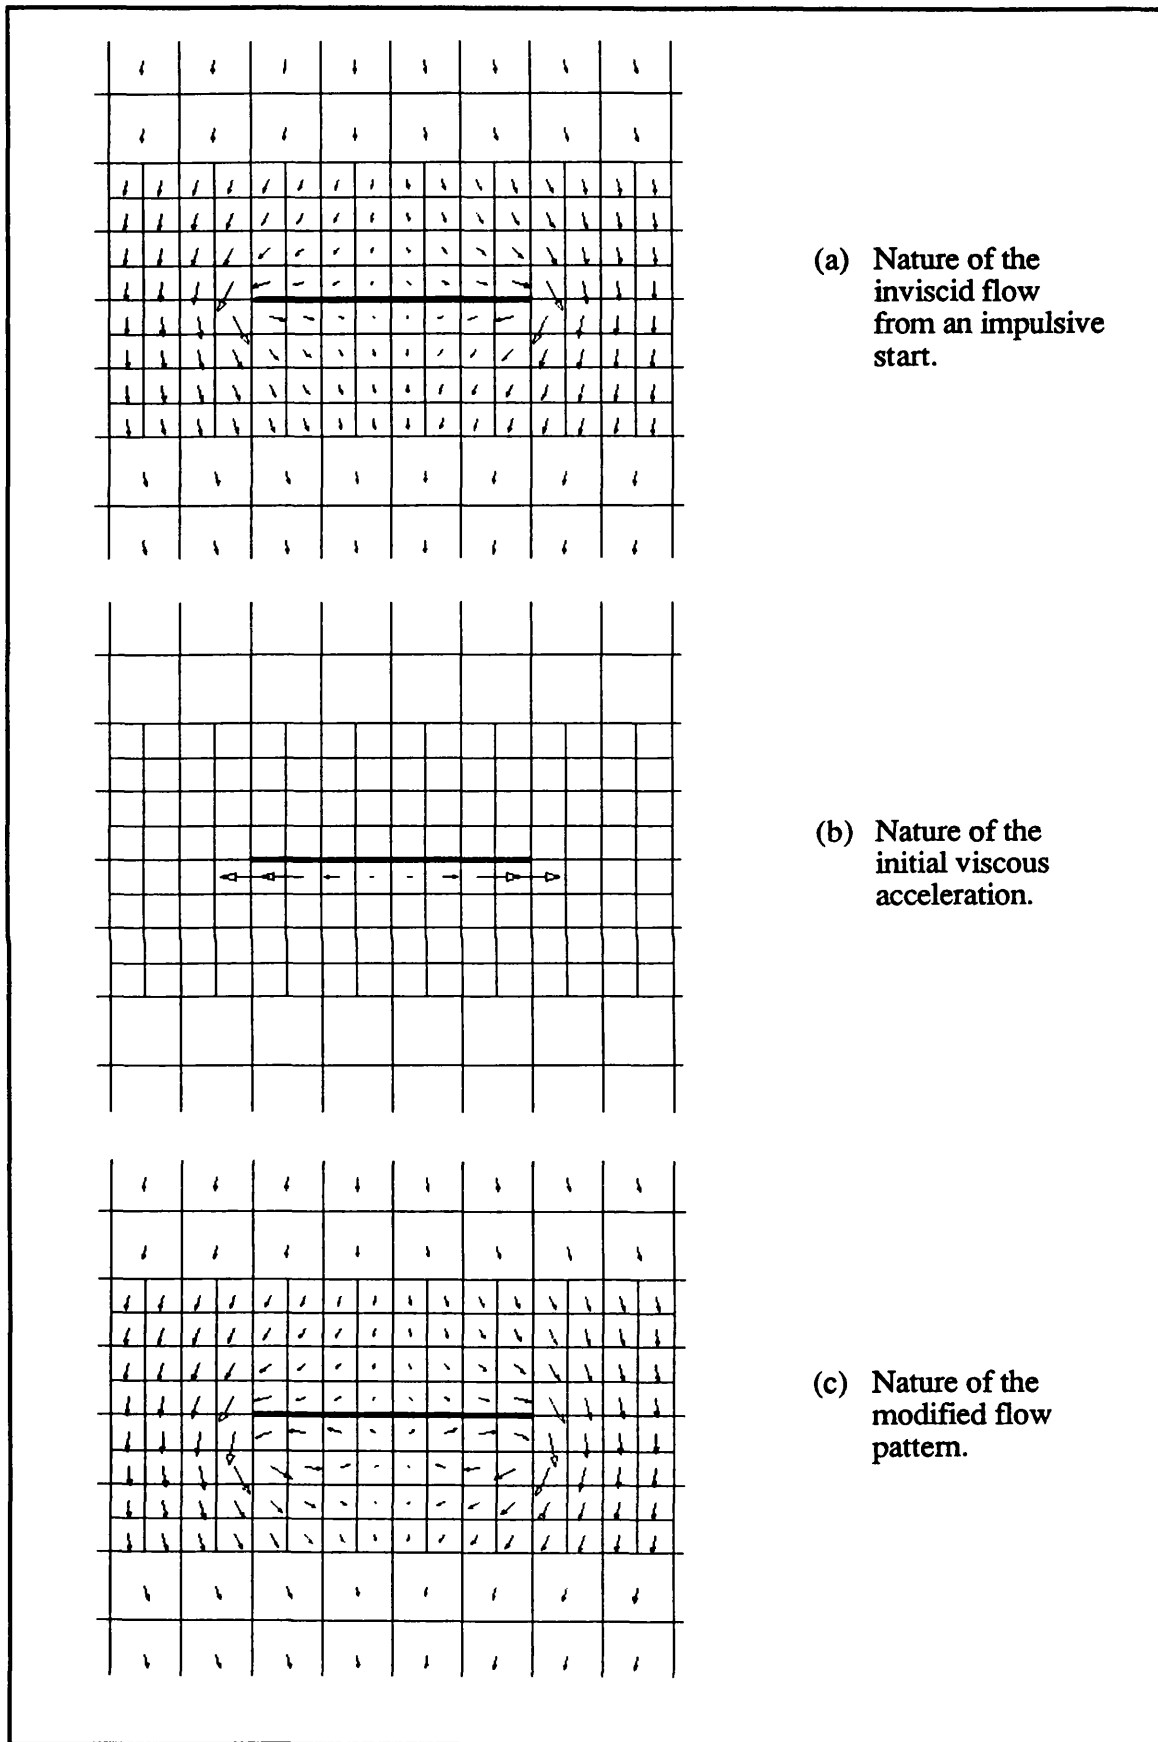 (a) Nature of the
inviscid flow
from an impulsive
start.
(b) Nature of the
initial viscous
acceleration.
(c) Nature of the
modified flow
pattern.